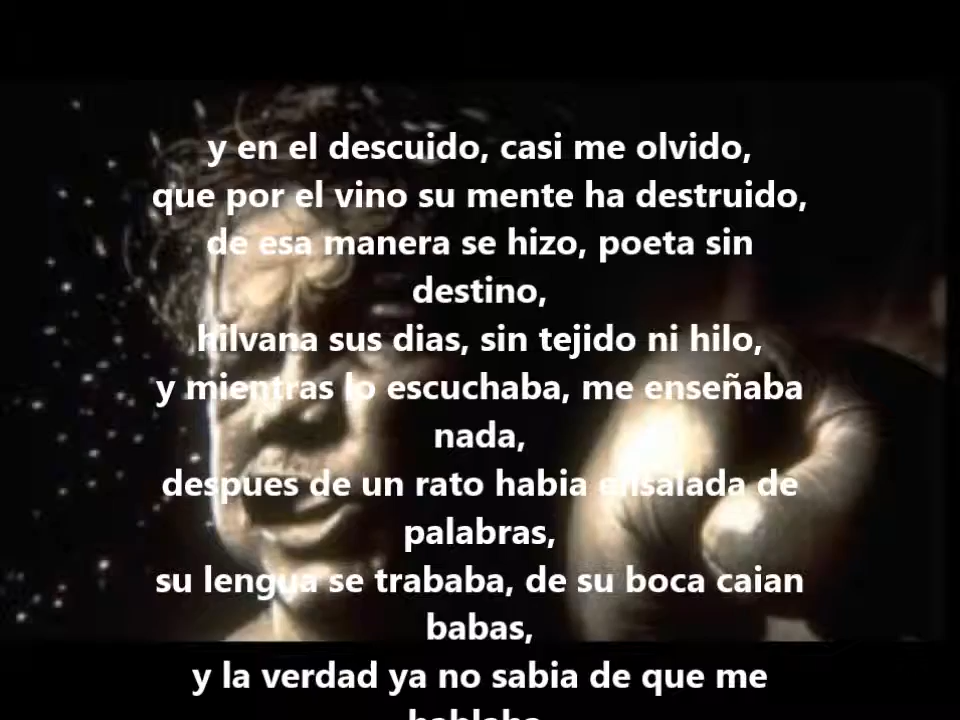 y en el descuido, casi me olvido,
que por el vino su mente ha destruido,
de esa manera se hizo, poeta sin
destino,
hilvana sus dias, sin tejido ni hilo,
y mientras lo escuchaba, me enseñaba
nada,
despues de un rato habia ensalada de
palabras,
su lengua se trababa, de su boca caian
babas,
y la verdad ya no sabia de que me